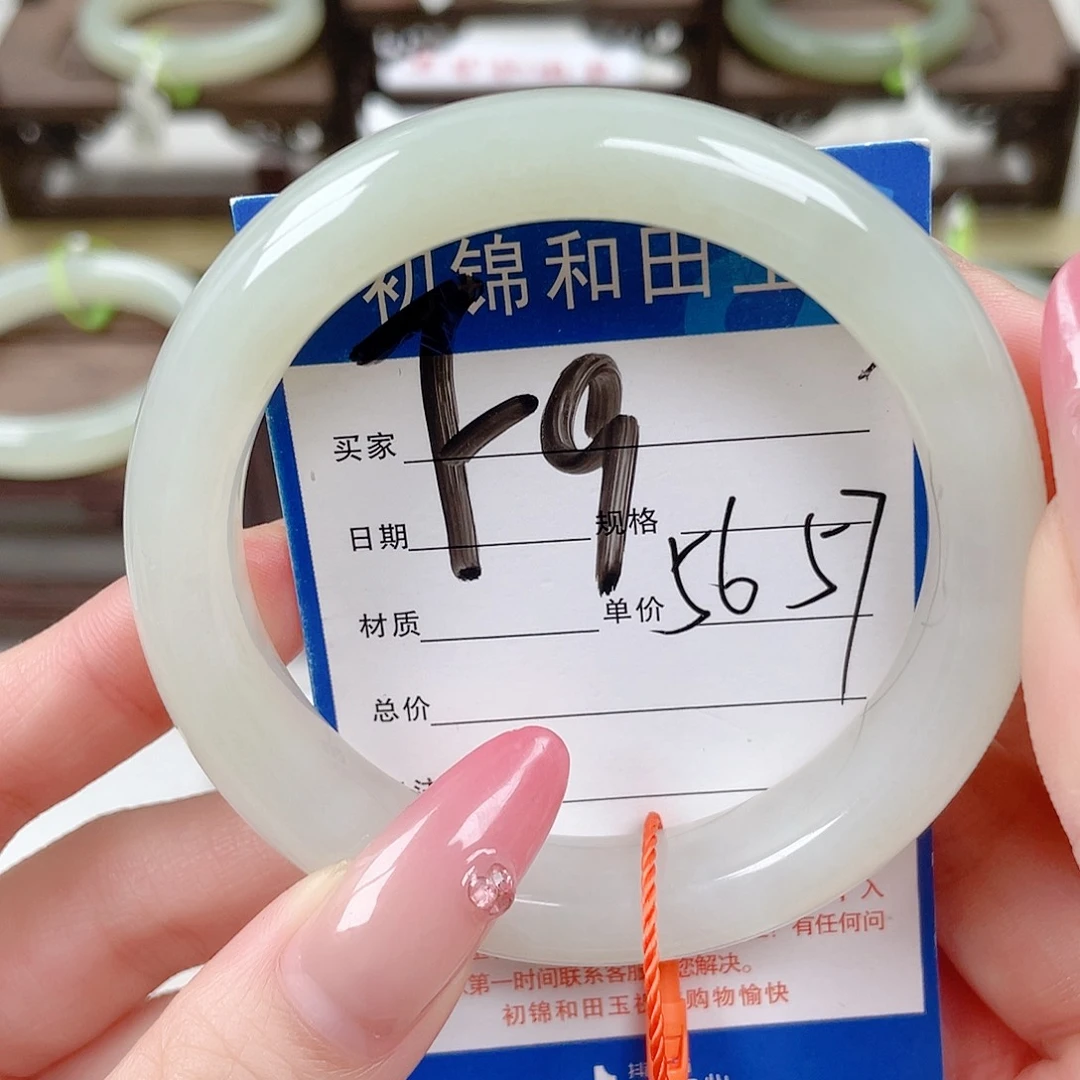 初锦和田玉
F9
买家
日期
规格
5657
材质
单价
总价
有任何问
第一时间联系客服
您解决。
初锦和田玉祝
购物愉快